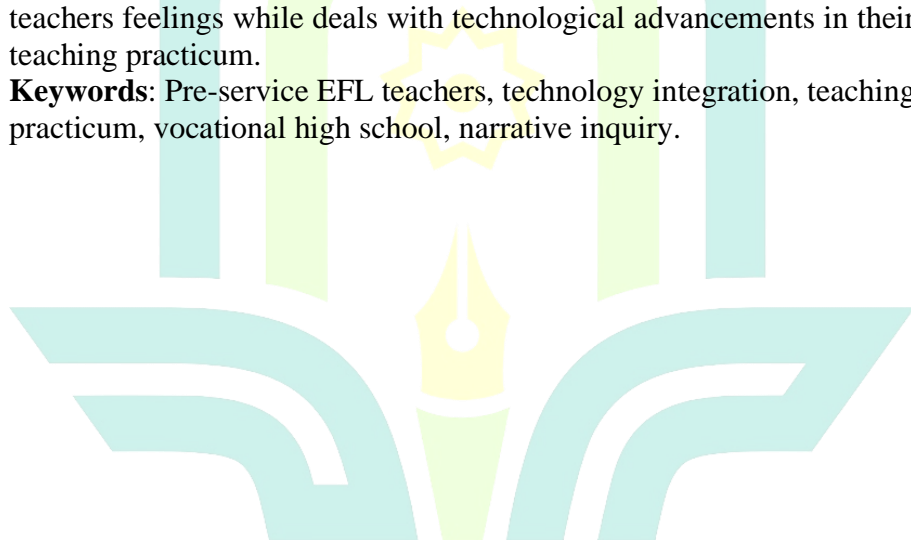 teachers feelings while deals with technological advancements in their
teaching practicum.
Keywords: Pre-service EFL teachers, technology integration, teaching
practicum, vocational high school, narrative inquiry.